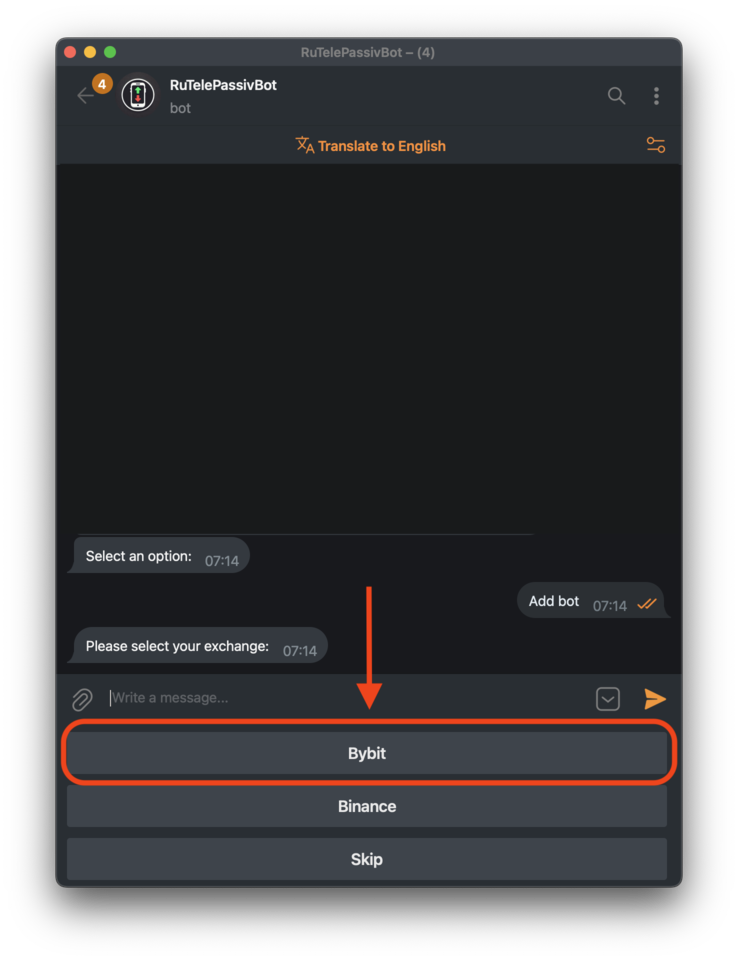 RuTelePassivBot – (4)
4
RuTelePassivBot
bot
Translate to English
Select an option: 07:14
Add bot 07:14
Please select your exchange: 07:14
Write a message...
Bybit
Binance
Skip